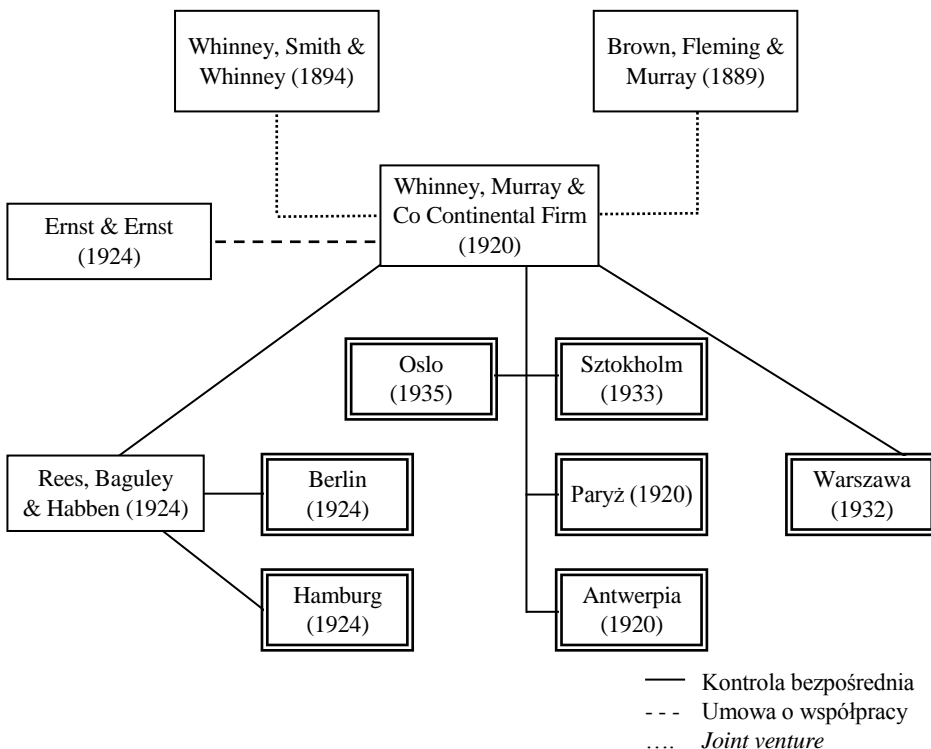 Whinney, Smith &
Whinney (1894)
Brown, Fleming &
Murray (1889)
Whinney, Murray &
Co Continental Firm
(1920)
Ernst & Ernst
(1924)
Oslo
(1935)
Sztokholm
(1933)
Rees, Baguley
& Habben (1924)
Berlin
(1924)
Paryż (1920)
Warszawa
(1932)
Hamburg
(1924)
Antwerpia
(1920)
Kontrola bezpośrednia
Umowa o współpracy
Joint venture